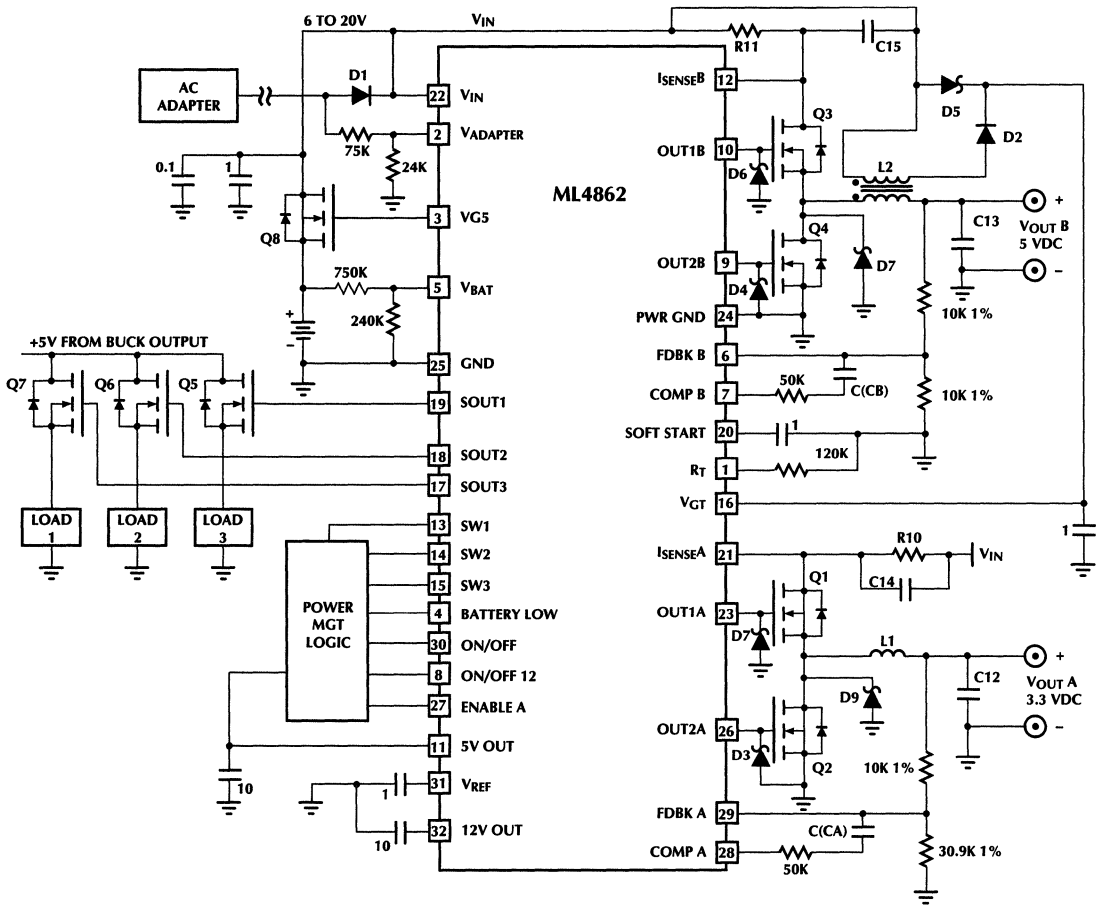 6 TO 20V
VIN
R11
C15
AC
ADAPTER
D1
22 VIN
ISENSEB 12
D5
D2
2 VADAPTER
75K
24K
0.1
1
Q3
OUT1B 10
D6
L2
ML4862
3 VG5
Q8
Q4
OUT2B 9
D4
D7
C13
+
VOUT B
5 VDC
−
750K
5 VBAT
240K
+
−
PWR GND 24
10K 1%
+5V FROM BUCK OUTPUT
25 GND
FDBK B 6
50K
C(CB)
COMP B 7
10K 1%
Q7
Q6
Q5
19 SOUT1
SOFT START 20
1
120K
18 SOUT2
RT 1
17 SOUT3
VGT 16
1
LOAD
1
LOAD
2
LOAD
3
13 SW1
14 SW2
15 SW3
4 BATTERY LOW
30 ON/OFF
8 ON/OFF 12
27 ENABLE A
POWER
MGT
LOGIC
ISENSEA 21
R10
VIN
C14
Q1
OUT1A 23
D7
L1
+
VOUT A
3.3 VDC
−
C12
D9
OUT2A 26
D3
Q2
11 5V OUT
10
10K 1%
31 VREF
1
FDBK A 29
32 12V OUT
10
C(CA)
COMP A 28
50K
30.9K 1%